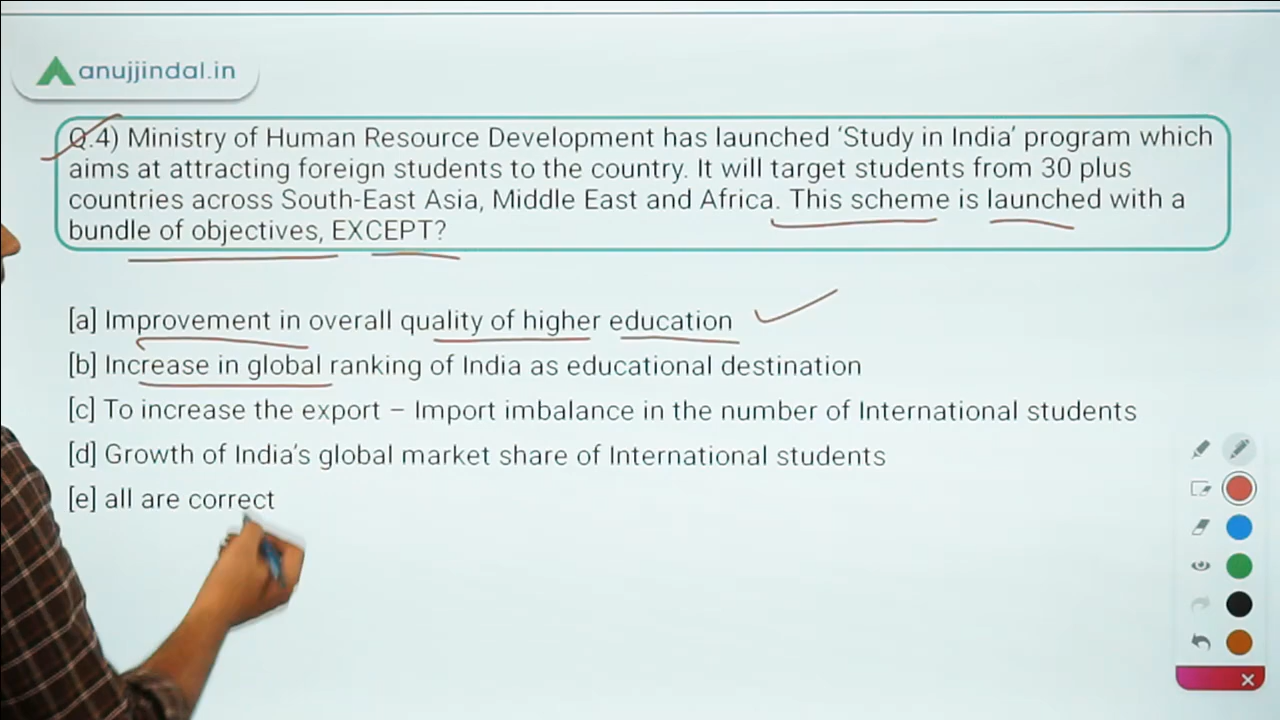 anujjindal.in
Q.4) Ministry of Human Resource Development has launched ‘Study in India’ program which
aims at attracting foreign students to the country. It will target students from 30 plus
countries across South-East Asia, Middle East and Africa. This scheme is launched with a
bundle of objectives, EXCEPT?
[a] Improvement in overall quality of higher education
[b] Increase in global ranking of India as educational destination
[c] To increase the export – Import imbalance in the number of International students
[d] Growth of India’s global market share of International students
[e] all are correct